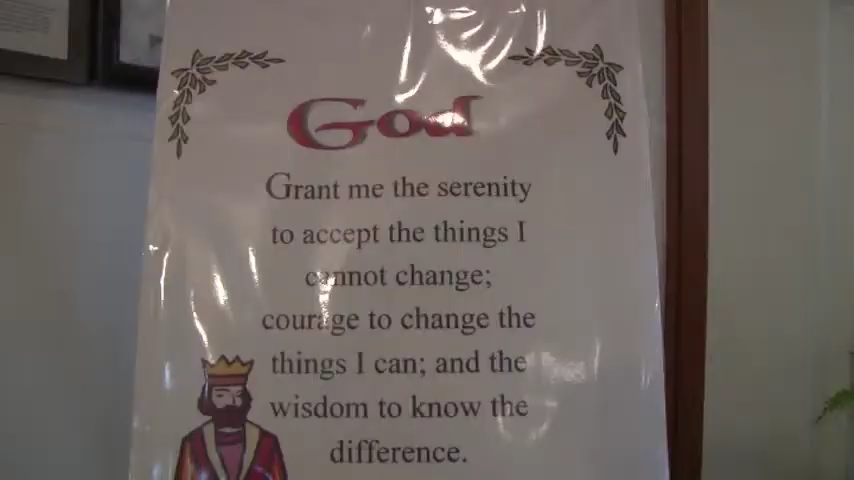 God
Grant me the serenity
to accept the things I
cannot change;
courage to change the
things I can; and the
wisdom to know the
difference.